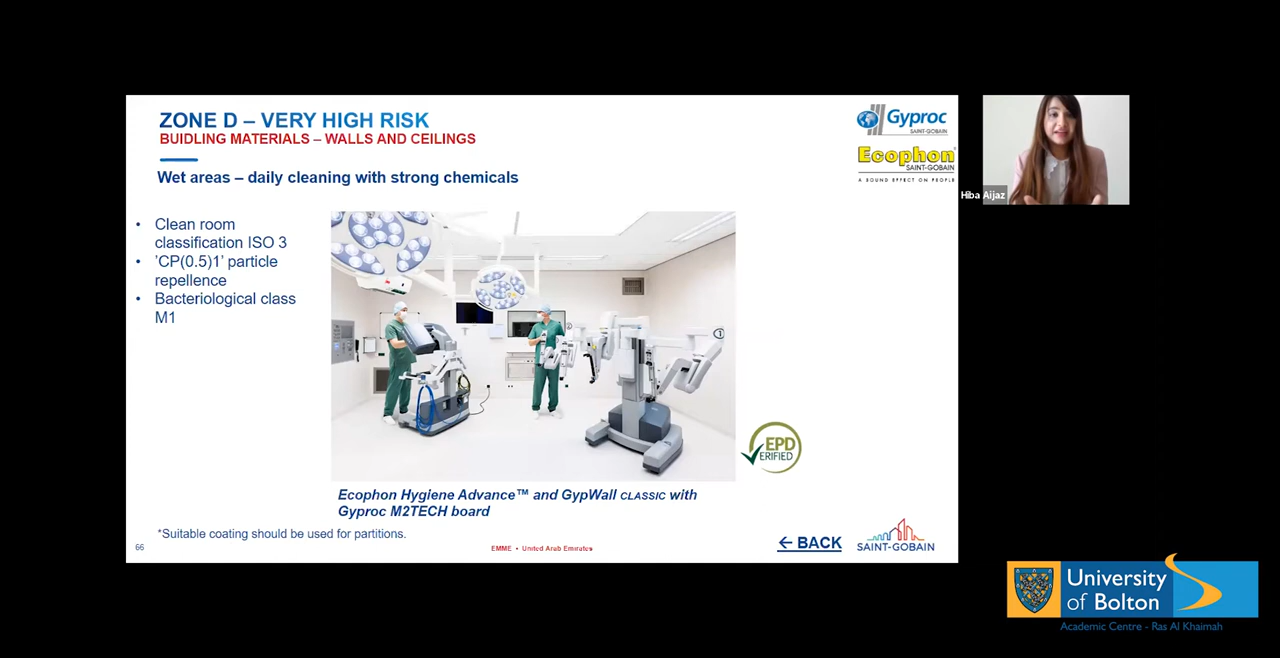 ZONE D – VERY HIGH RISK
BUIDLING MATERIALS – WALLS AND CEILINGS
Wet areas – daily cleaning with strong chemicals
Gyproc
SAINT-GOBAIN
Ecophon
SAINT-GOBAIN
A SOUND EFFECT ON PEOPLE
Hiba Aijaz
• Clean room
classification ISO 3
• 'CP(0.5)1' particle
repellence
• Bacteriological class
M1
EPD
ERIFIED
Ecophon Hygiene Advance™ and GypWall CLASSIC with
Gyproc M2TECH board
*Suitable coating should be used for partitions.
66
EMME • United Arab Emirates
← BACK
SAINT-GOBAIN
University
of Bolton
Academic Centre - Ras Al Khaimah